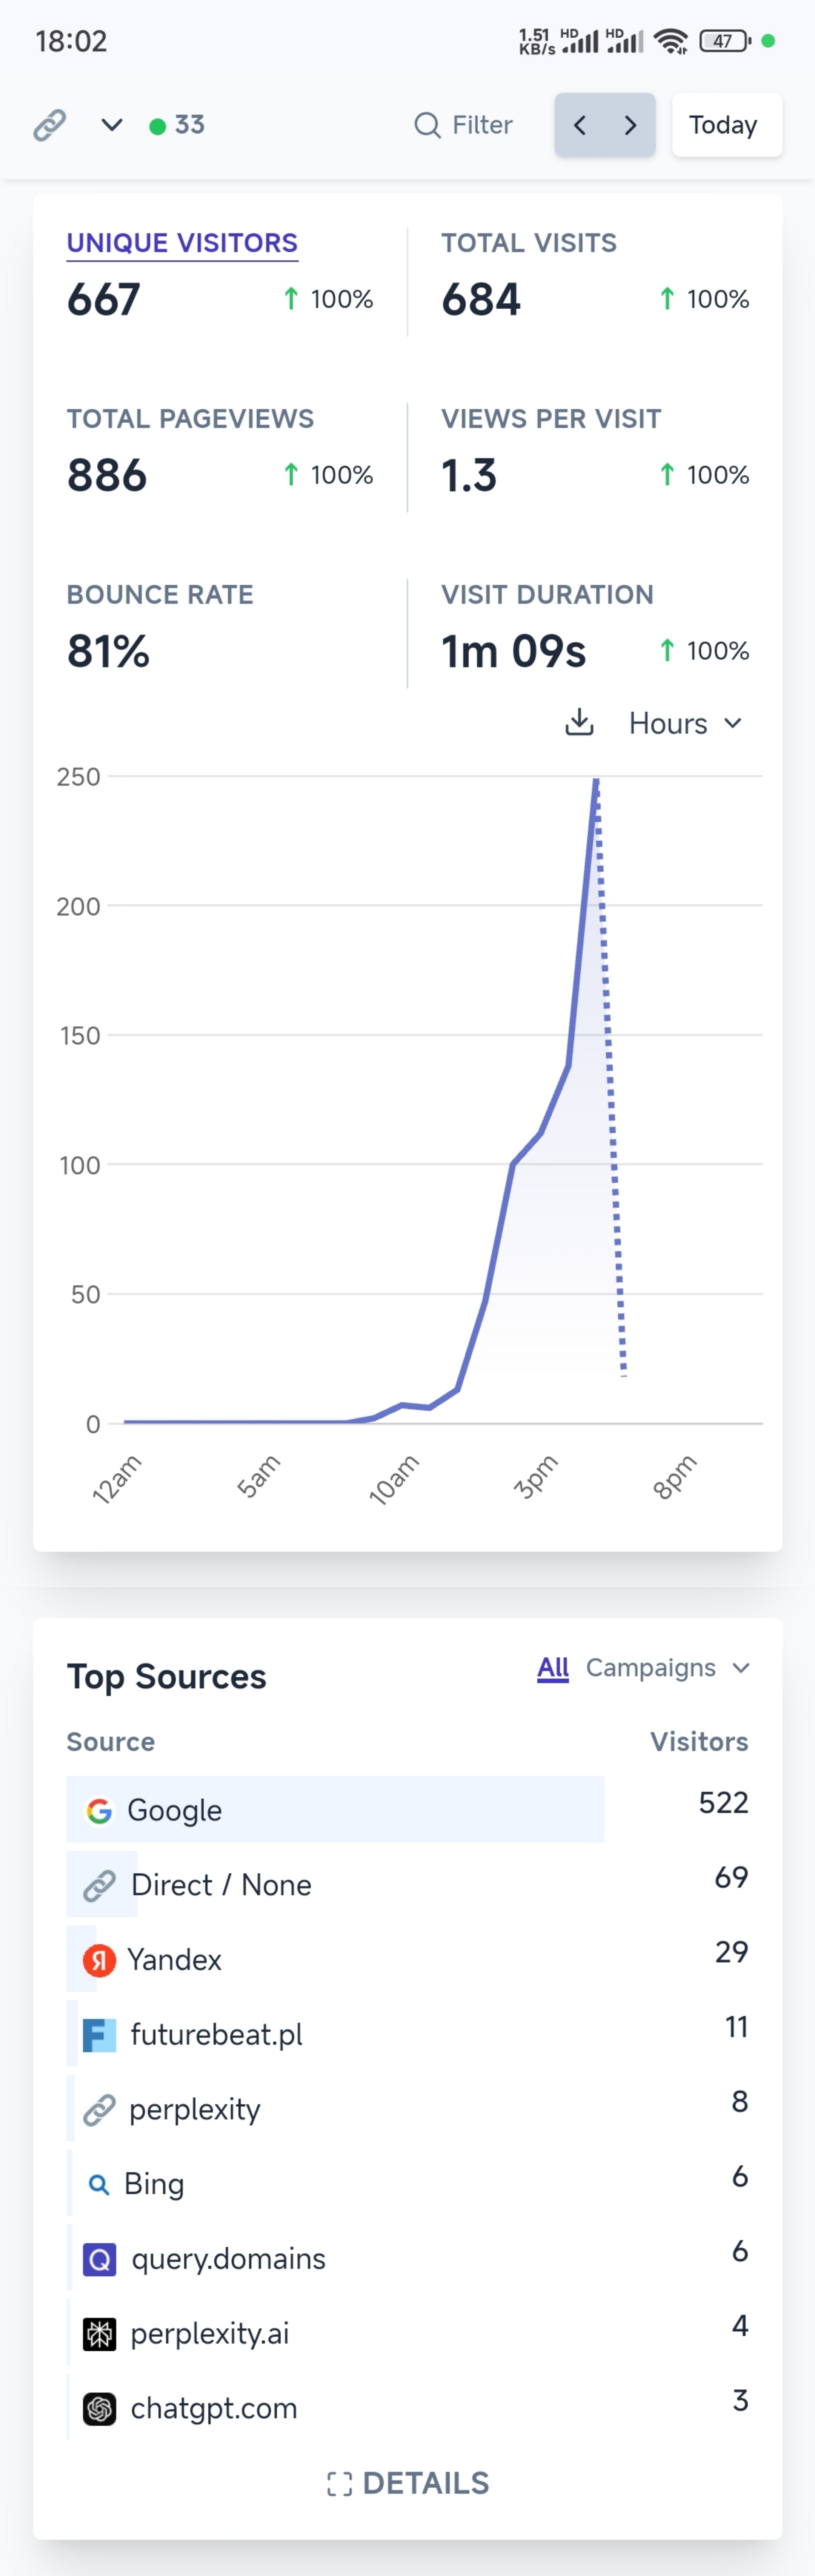 18:02 1.51 KB/s HD HD 47
33 Filter Today
UNIQUE VISITORS TOTAL VISITS
667 ↑ 100% 684 ↑ 100%
TOTAL PAGEVIEWS VIEWS PER VISIT
886 ↑ 100% 1.3 ↑ 100%
BOUNCE RATE VISIT DURATION
81% 1m 09s ↑ 100%
Hours
250
200
150
100
50
0
12am 5am 10am 3pm 8pm
Top Sources All Campaigns
Source Visitors
Google 522
Direct / None 69
Yandex 29
futurebeat.pl 11
perplexity 8
Bing 6
query.domains 6
perplexity.ai 4
chatgpt.com 3
DETAILS